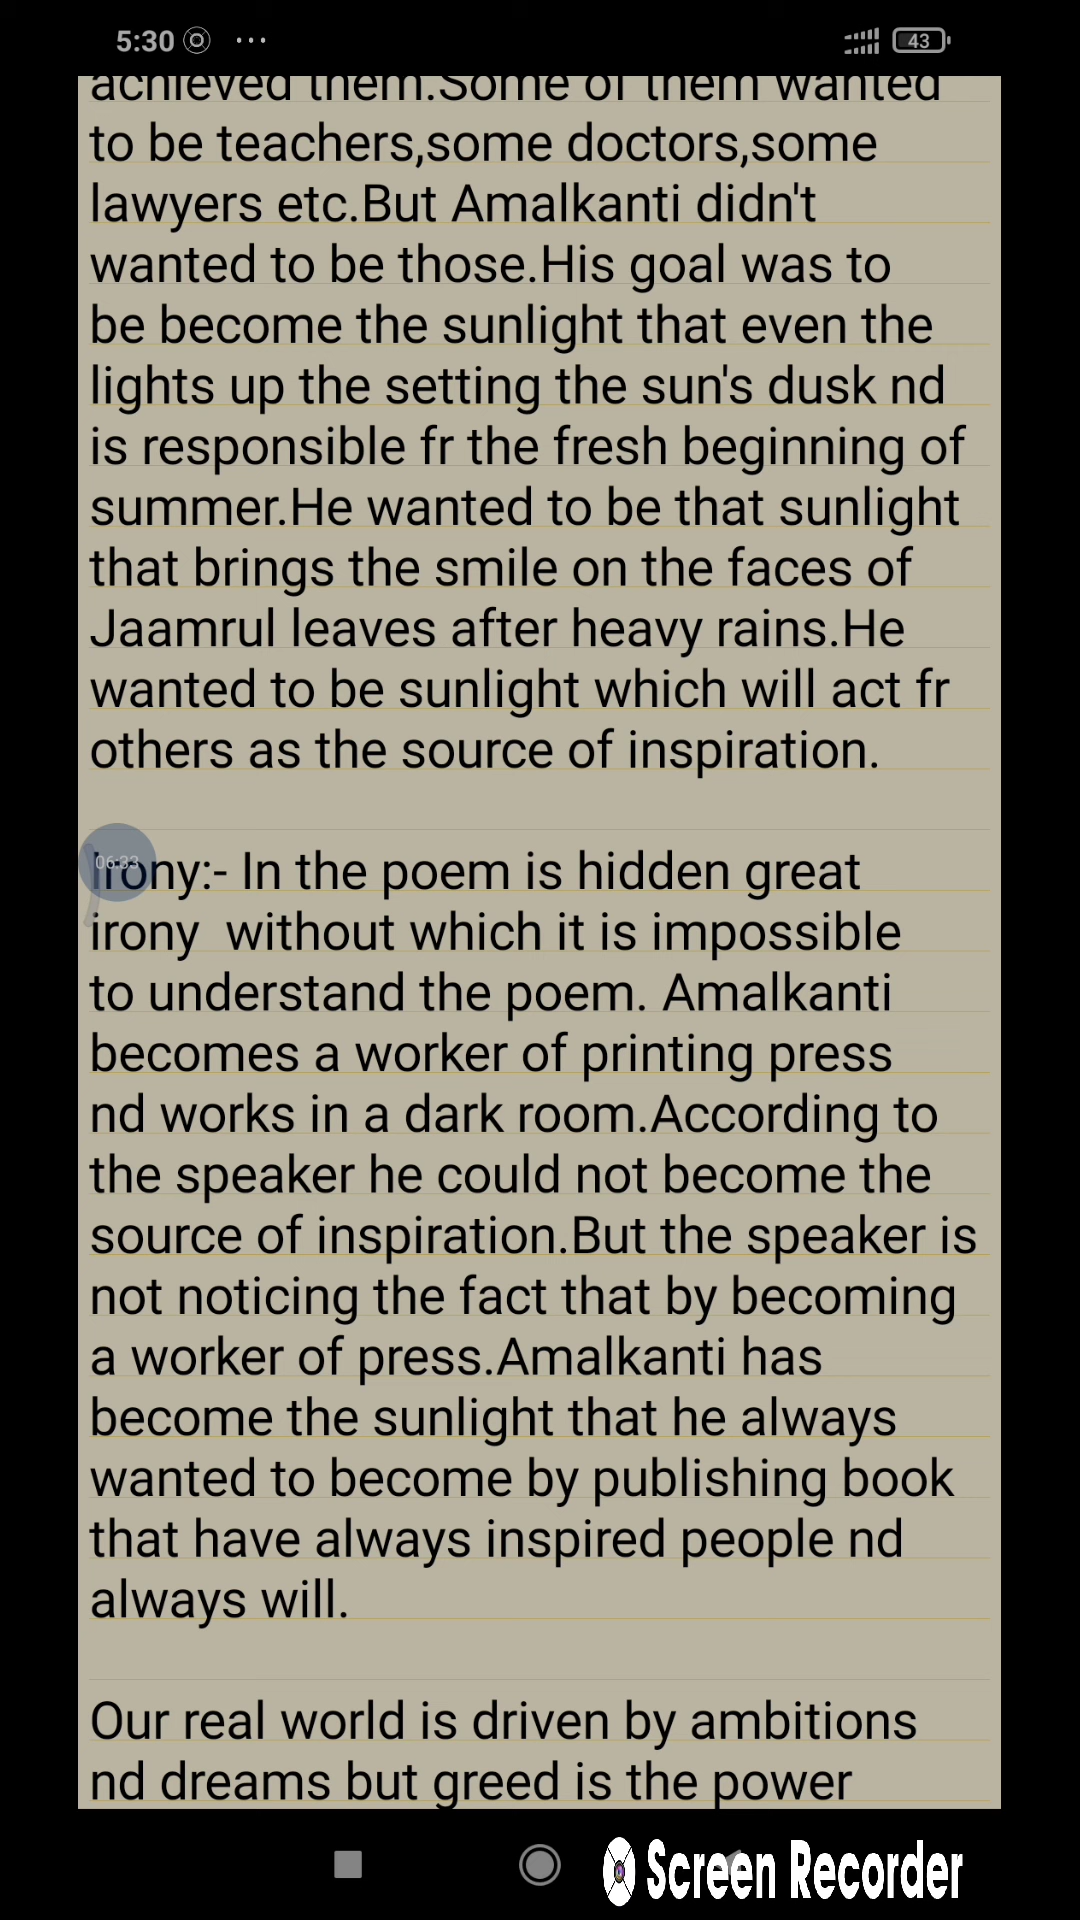 5:30
43
achieved them.Some of them wanted
to be teachers,some doctors,some
lawyers etc.But Amalkanti didn't
wanted to be those.His goal was to
be become the sunlight that even the
lights up the setting the sun's dusk nd
is responsible fr the fresh beginning of
summer.He wanted to be that sunlight
that brings the smile on the faces of
Jaamrul leaves after heavy rains.He
wanted to be sunlight which will act fr
others as the source of inspiration.
06:33
Irony:- In the poem is hidden great
irony  without which it is impossible
to understand the poem. Amalkanti
becomes a worker of printing press
nd works in a dark room.According to
the speaker he could not become the
source of inspiration.But the speaker is
not noticing the fact that by becoming
a worker of press.Amalkanti has
become the sunlight that he always
wanted to become by publishing book
that have always inspired people nd
always will.
Our real world is driven by ambitions
nd dreams but greed is the power
Screen Recorder